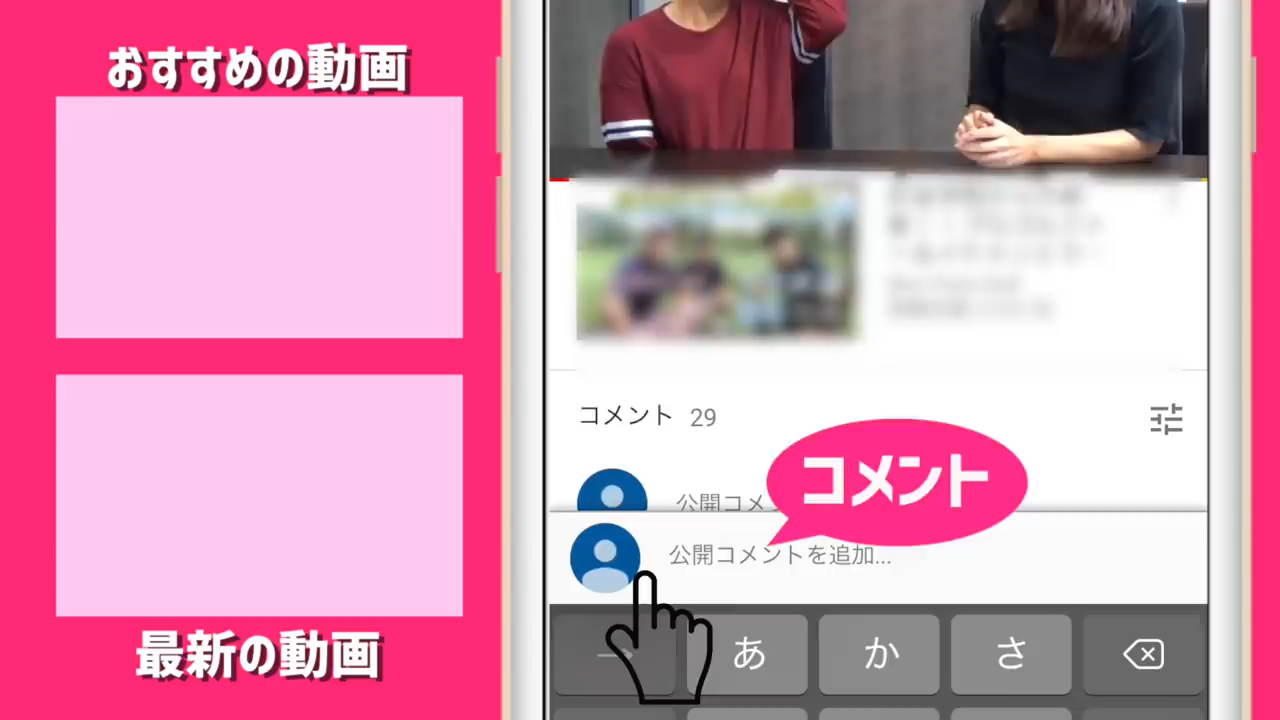 おすすめの動画
最新の動画
コメント 29
コメント
公開コメ
公開コメントを追加...
あ
か
さ